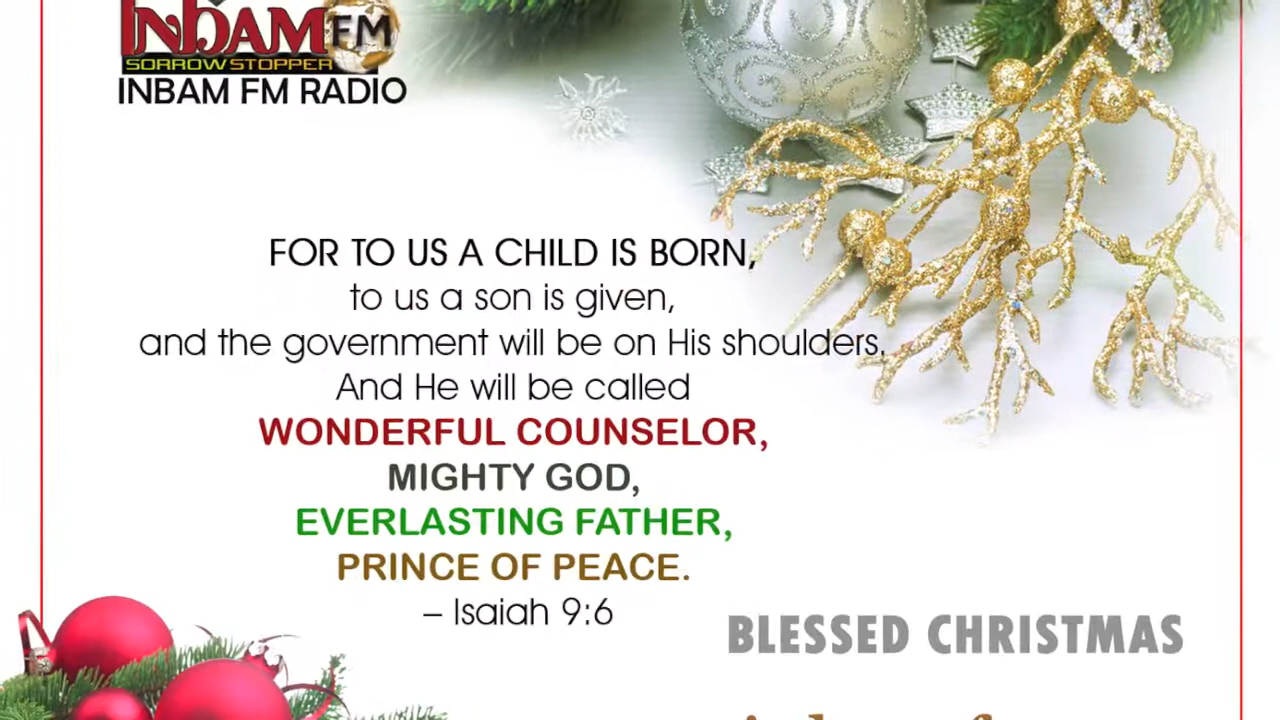 INBAM FM
SORROW STOPPER
INBAM FM RADIO
FOR TO US A CHILD IS BORN,
to us a son is given,
and the government will be on His shoulders.
And He will be called
WONDERFUL COUNSELOR,
MIGHTY GOD,
EVERLASTING FATHER,
PRINCE OF PEACE.
– Isaiah 9:6
BLESSED CHRISTMAS